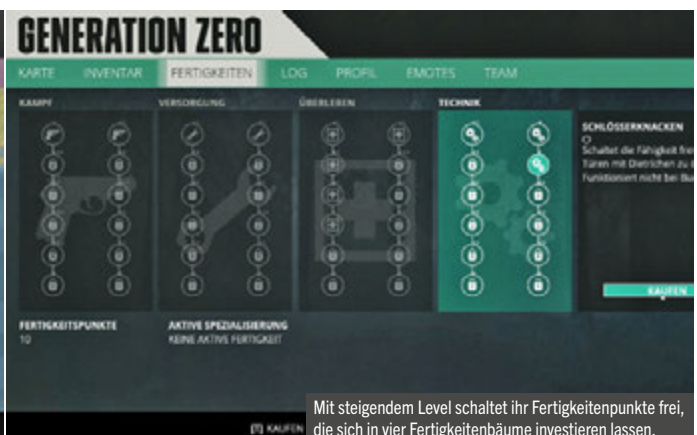 GENERATION ZERO
KARTE INVENTAR FERTIGKEITEN LOG PROFIL EMOTES TEAM
KAMPF VERSORGUNG ÜBERLEBEN TECHNIK
SCHLÖSSERKNACKEN
Schaltet die Fähigkeit frei
Türen mit Dietrichen zu
Funktioniert nicht bei
KAUFEN
FERTIGKEITSPUNKTE
10
AKTIVE SPEZIALISIERUNG
KEINE AKTIVE FERTIGKEIT
KAUFEN
Mit steigendem Level schaltet ihr Fertigkeitenpunkte frei,
die sich in vier Fertigkeitenbäume investieren lassen.